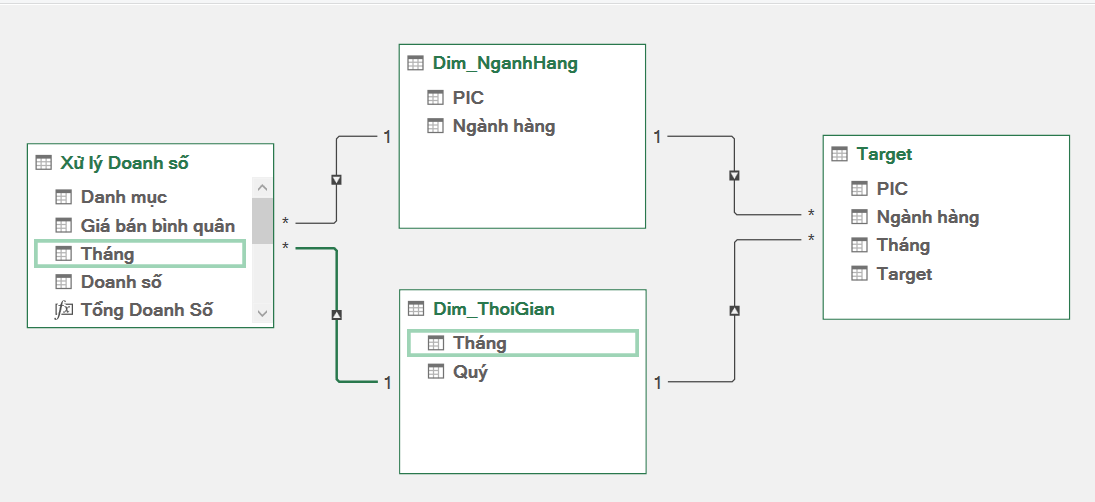 Dim_NganhHang
PIC
Ngành hàng
1
1
Xử lý Doanh số
Danh mục
Giá bán bình quân
Tháng
Doanh số
fx Tổng Doanh Số
*
*
Target
PIC
Ngành hàng
Tháng
Target
*
*
Dim_ThoiGian
Tháng
Quý
1
1